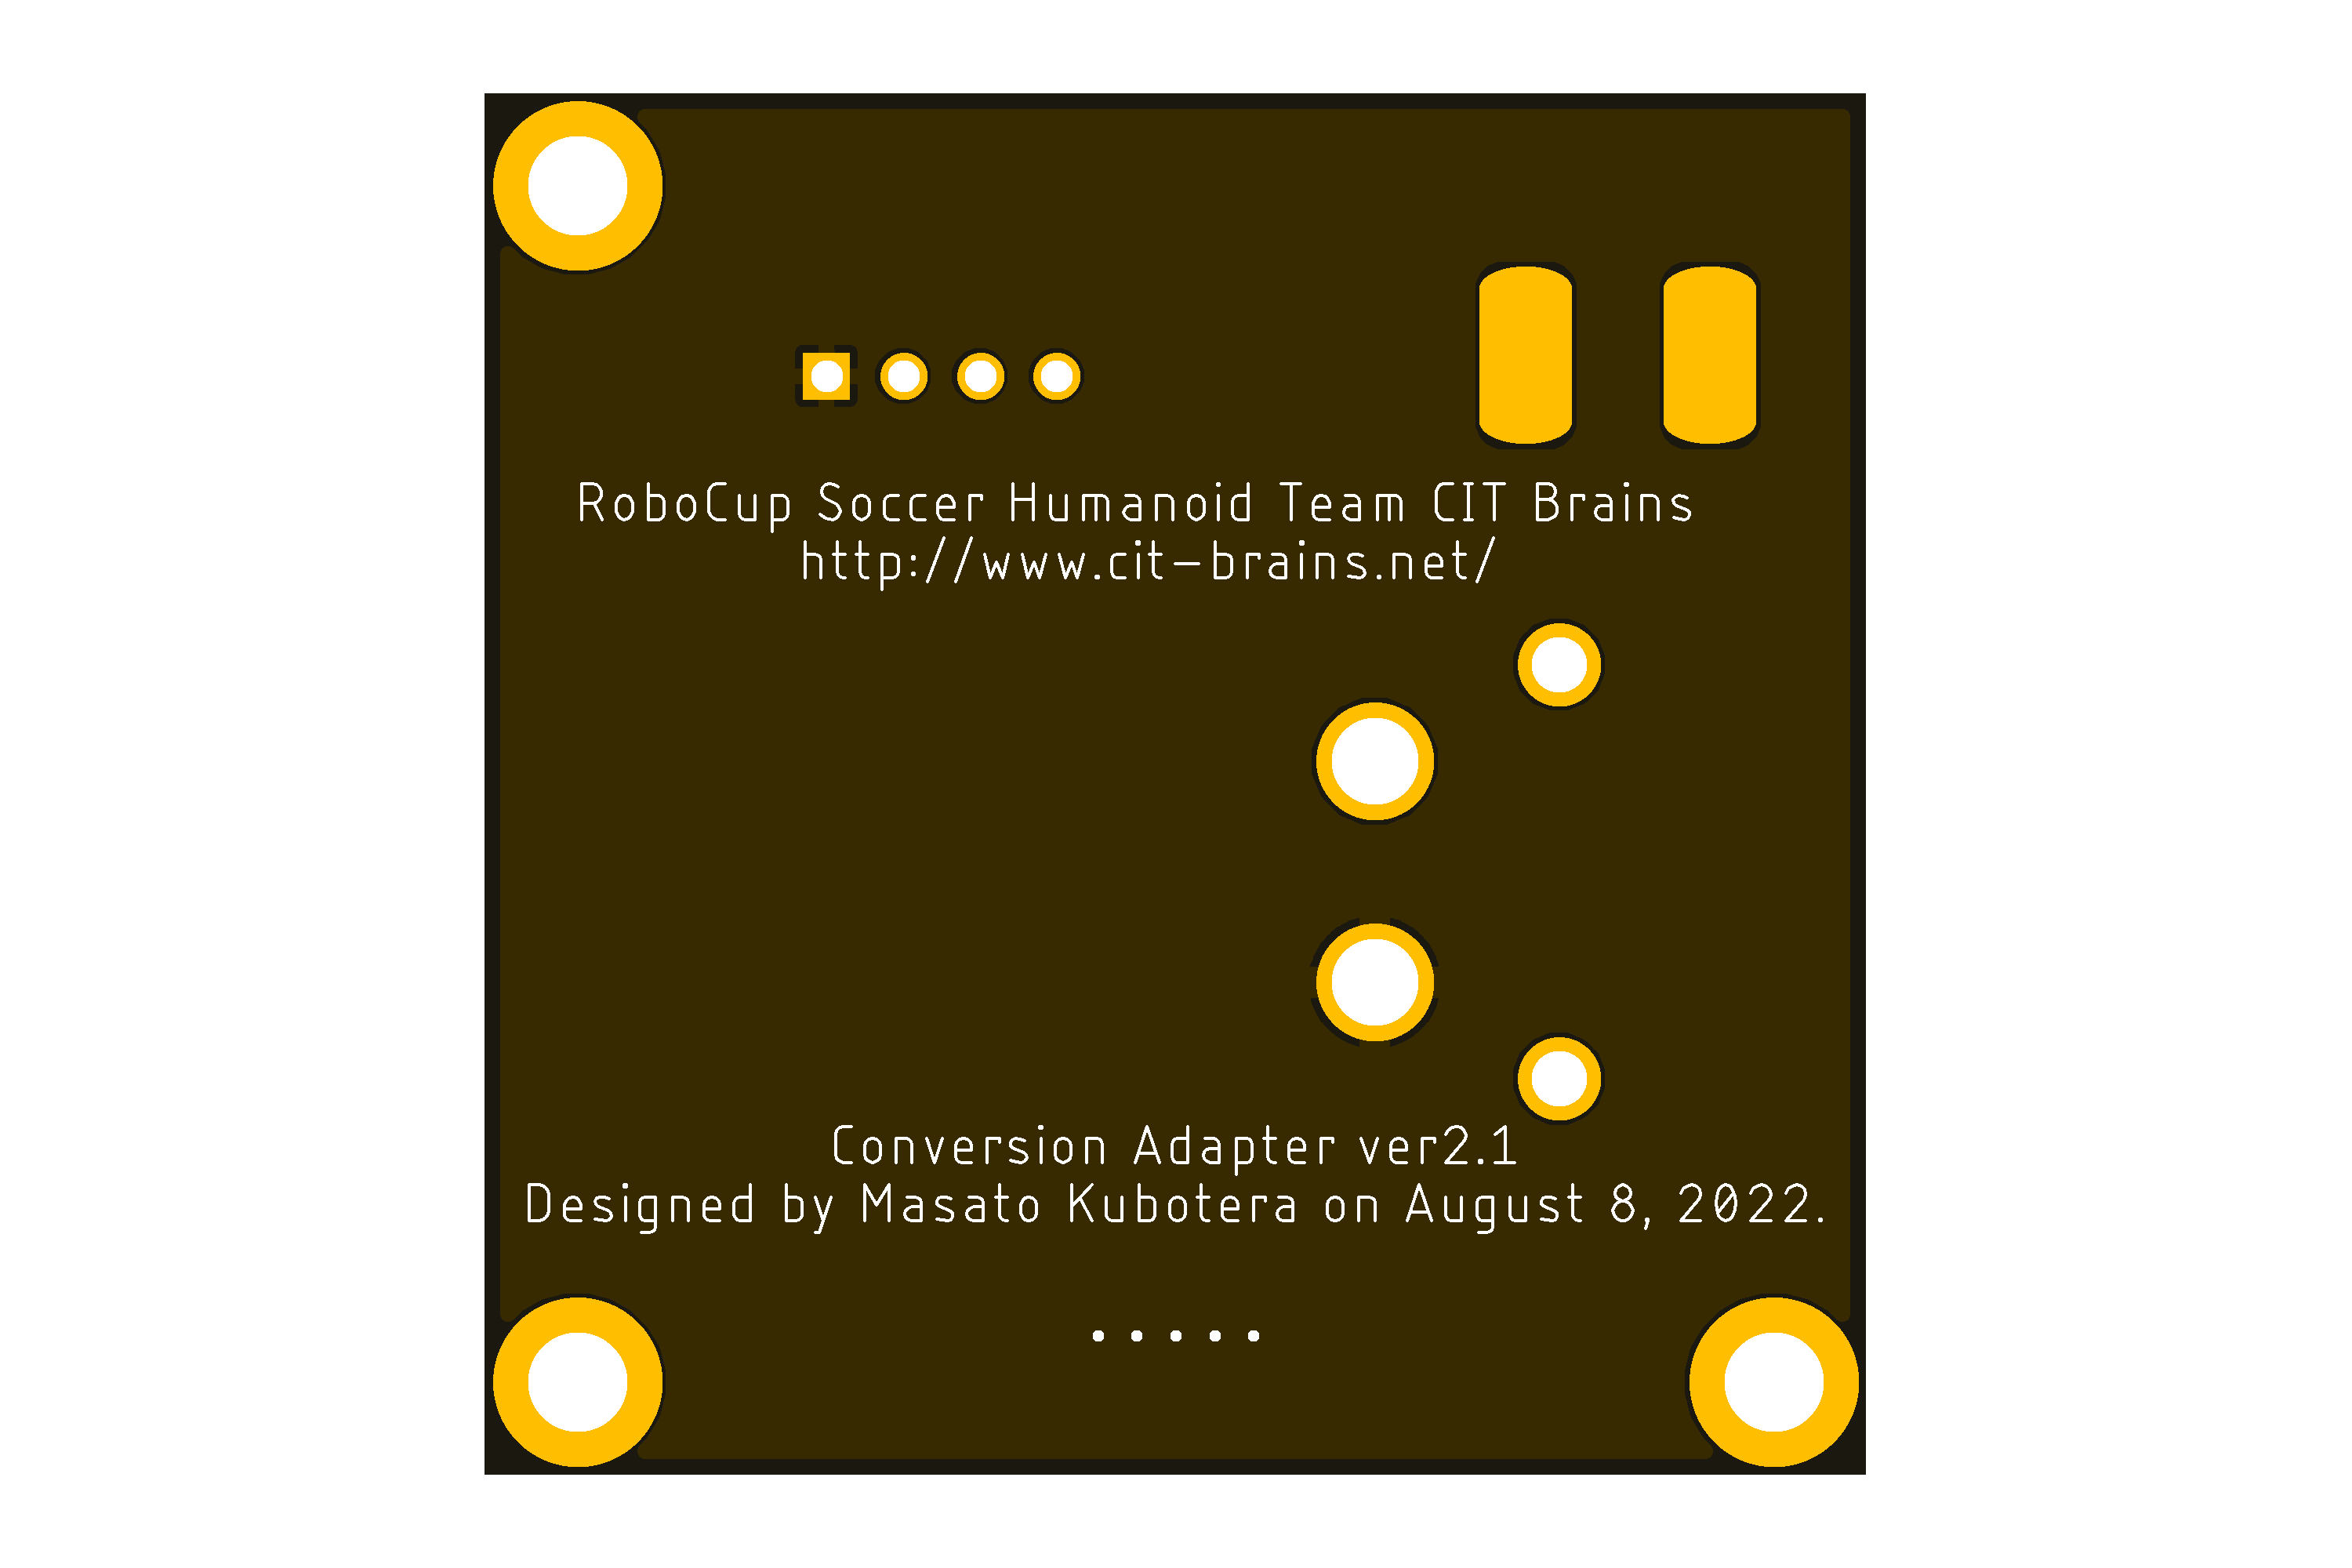 RoboCup Soccer Humanoid Team CIT Brains
http://www.cit-brains.net/
Conversion Adapter ver2.1
Designed by Masato Kubotera on August 8, 2022.
.....